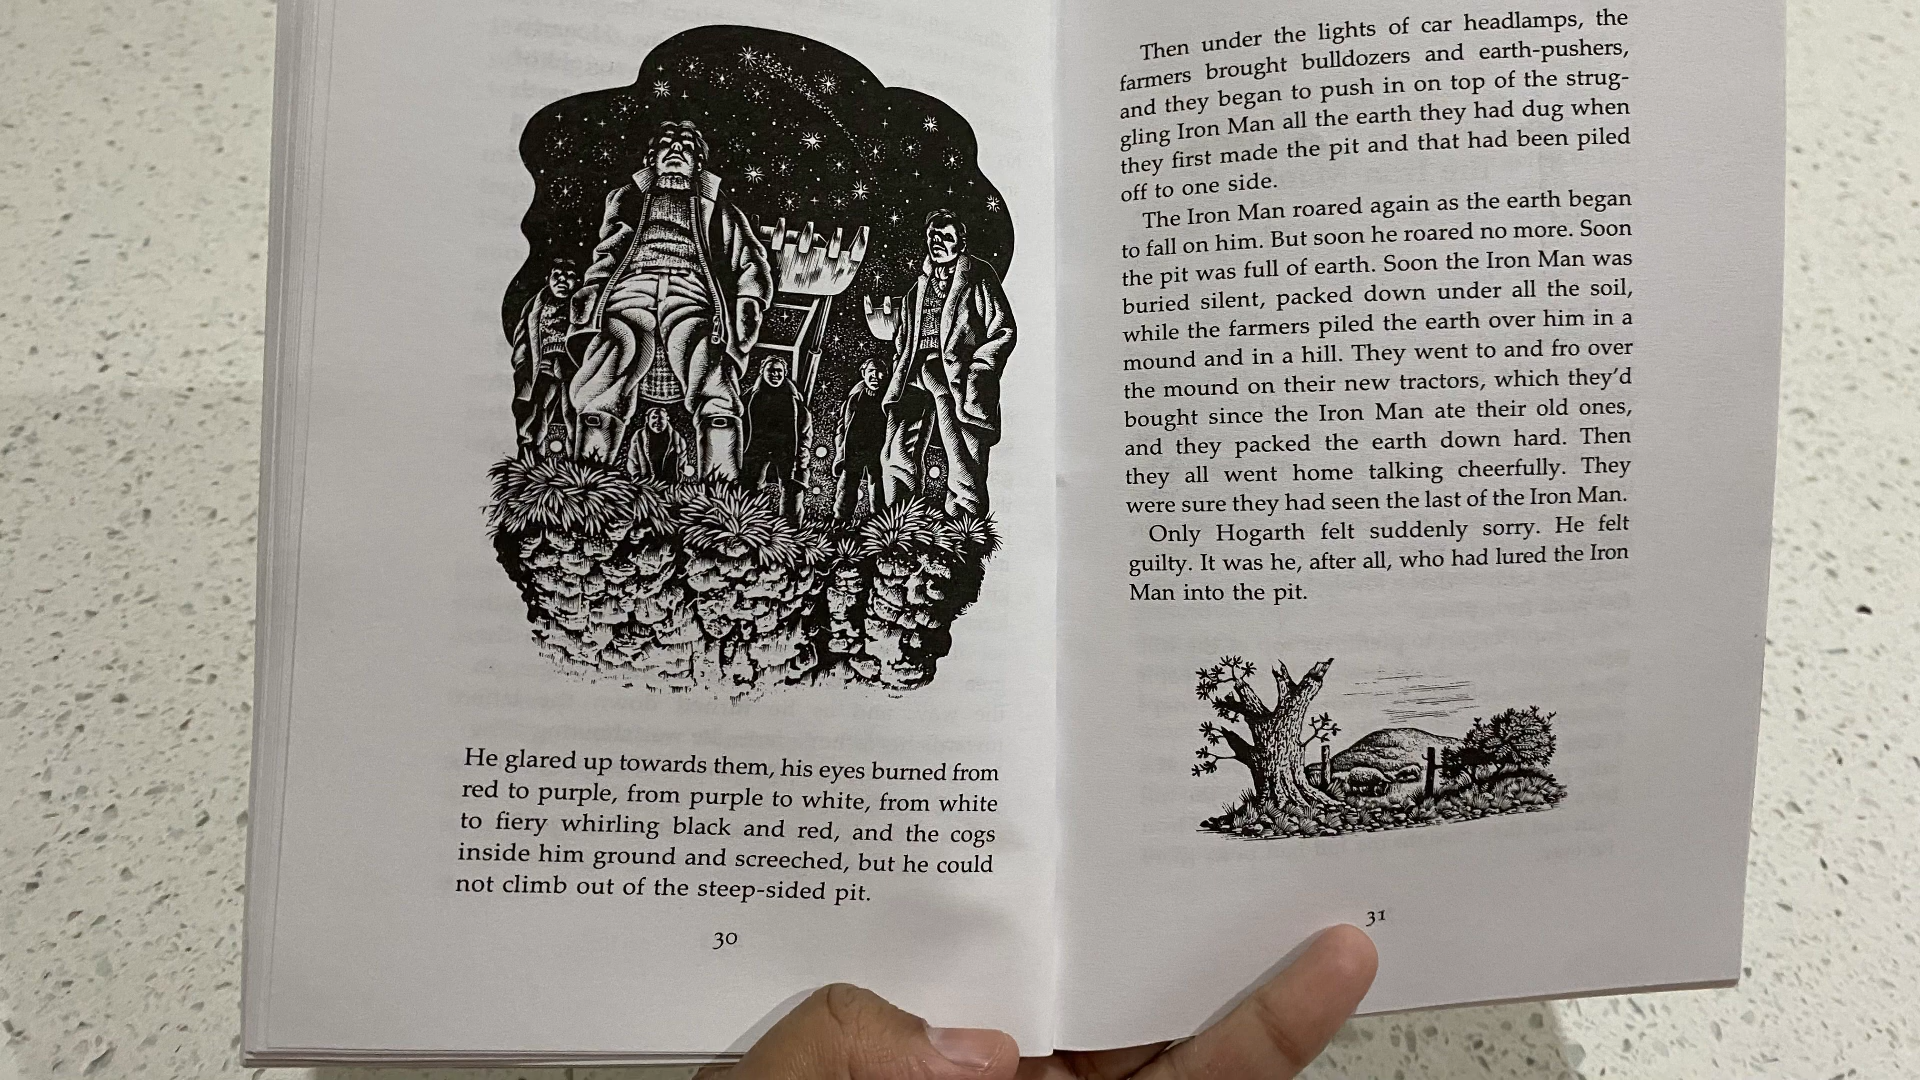 He glared up towards them, his eyes burned from
red to purple, from purple to white, from white
to fiery whirling black and red, and the cogs
inside him ground and screeched, but he could
not climb out of the steep-sided pit.
30
Then under the lights of car headlamps, the
farmers brought bulldozers and earth-pushers,
and they began to push in on top of the strug-
gling Iron Man all the earth they had dug when
they first made the pit and that had been piled
off to one side.
The Iron Man roared again as the earth began
to fall on him. But soon he roared no more. Soon
the pit was full of earth. Soon the Iron Man was
buried silent, packed down under all the soil,
while the farmers piled the earth over him in a
mound and in a hill. They went to and fro over
the mound on their new tractors, which they'd
bought since the Iron Man ate their old ones,
and they packed the earth down hard. Then
they all went home talking cheerfully. They
were sure they had seen the last of the Iron Man.
Only Hogarth felt suddenly sorry. He felt
guilty. It was he, after all, who had lured the Iron
Man into the pit.
31